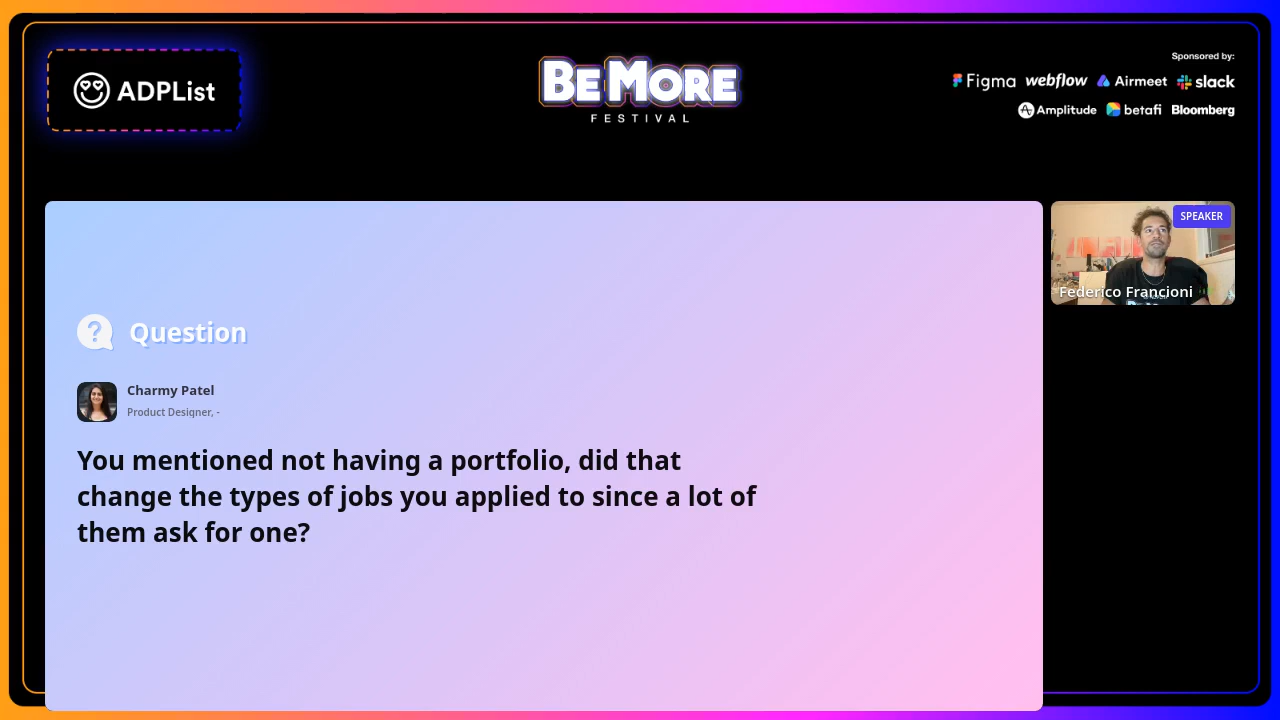 ADPList
BE MORE
FESTIVAL
Sponsored by:
Figma webflow Airmeet slack
Amplitude betafi Bloomberg
SPEAKER
Federico Francioni
Question
Charmy Patel
Product Designer, -
You mentioned not having a portfolio, did that
change the types of jobs you applied to since a lot of
them ask for one?